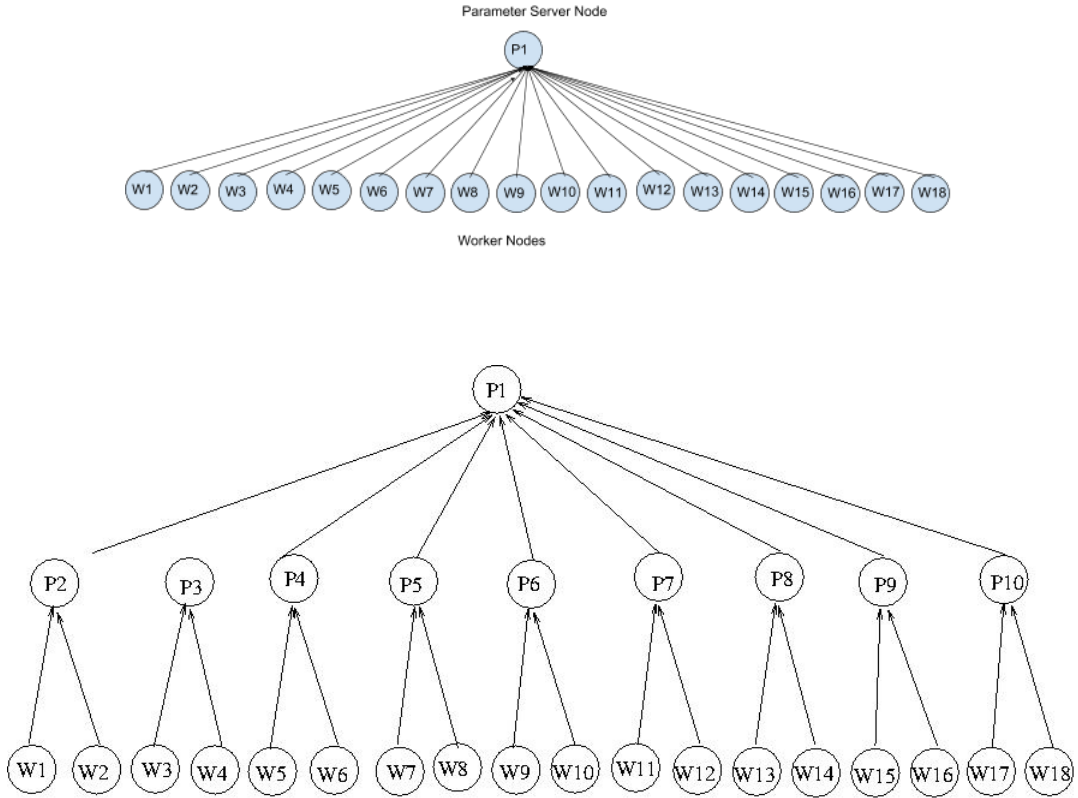 Parameter Server Node
P1
W1 W2 W3 W4 W5 W6 W7 W8 W9 W10 W11 W12 W13 W14 W15 W16 W17 W18
Worker Nodes
P1
P2 P3 P4 P5 P6 P7 P8 P9 P10
W1 W2 W3 W4 W5 W6 W7 W8 W9 W10 W11 W12 W13 W14 W15 W16 W17 W18